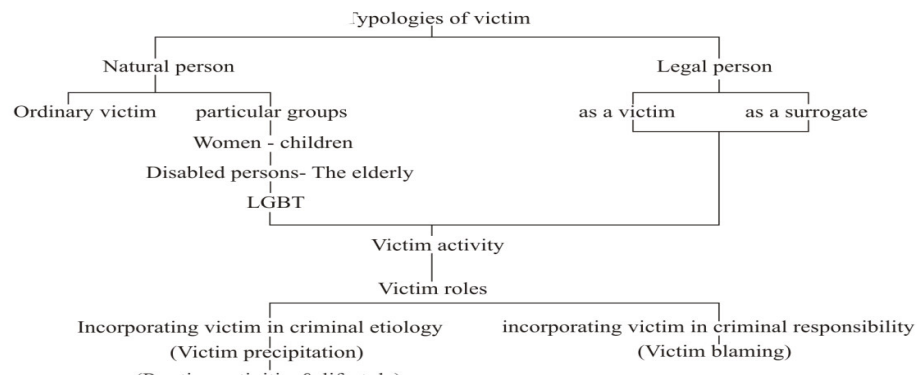 Typologies of victim
Natural person
Legal person
Ordinary victim
particular groups
as a victim
as a surrogate
Women - children
Disabled persons- The elderly
LGBT
Victim activity
Victim roles
Incorporating victim in criminal etiology
incorporating victim in criminal responsibility
(Victim precipitation)
(Victim blaming)